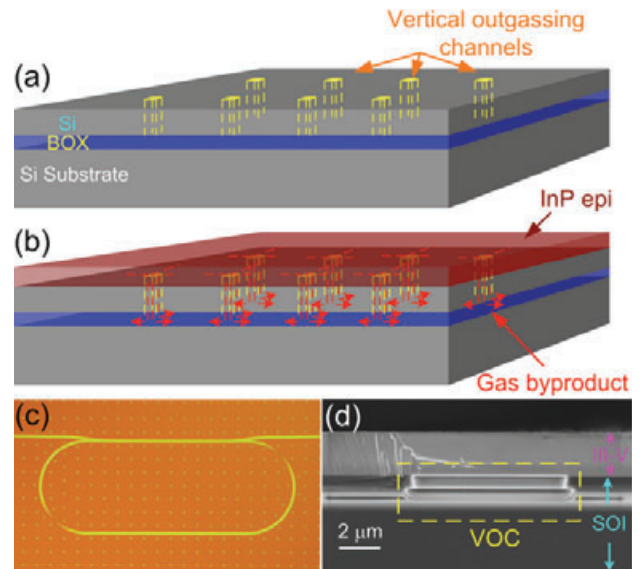 Vertical outgassing
channels
(a)
Si
BOX
Si Substrate
InP epi
(b)
Gas byproduct
(c)
(d)
III-V
SOI
2 μm
VOC